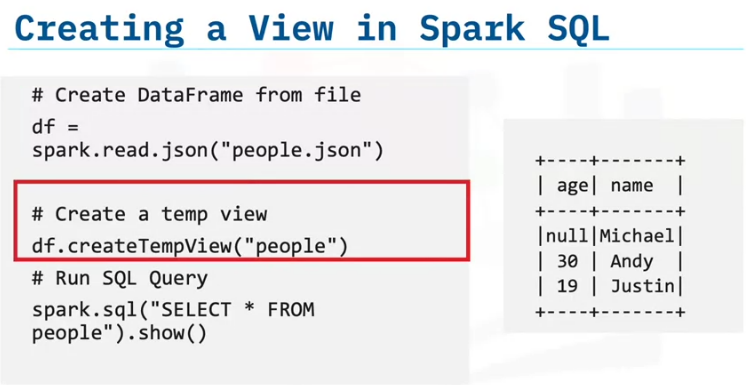 Creating a View in Spark SQL
# Create DataFrame from file
df =
spark.read.json("people.json")
# Create a temp view
df.createTempView("people")
# Run SQL Query
spark.sql("SELECT * FROM
people").show()
+----+-------+
| age| name  |
+----+-------+
|null|Michael|
| 30 | Andy  |
| 19 | Justin|
+----+-------+